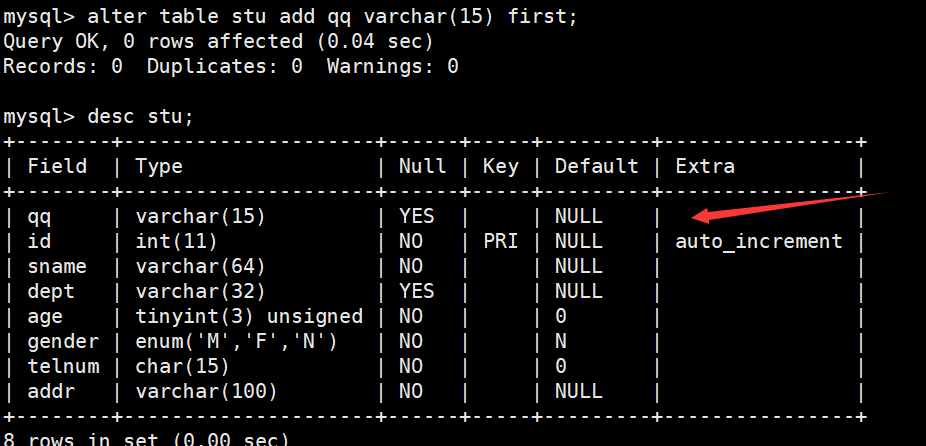 mysql> alter table stu add qq varchar(15) first;
Query OK, 0 rows affected (0.04 sec)
Records: 0  Duplicates: 0  Warnings: 0

mysql> desc stu;
+--------+---------------------+------+-----+---------+----------------+
| Field  | Type                | Null | Key | Default | Extra          |
+--------+---------------------+------+-----+---------+----------------+
| qq     | varchar(15)         | YES  |     | NULL    |                |
| id     | int(11)             | NO   | PRI | NULL    | auto_increment |
| sname  | varchar(64)         | NO   |     | NULL    |                |
| dept   | varchar(32)         | YES  |     | NULL    |                |
| age    | tinyint(3) unsigned | NO   |     | 0       |                |
| gender | enum('M','F','N')   | NO   |     | N       |                |
| telnum | char(15)            | NO   |     | 0       |                |
| addr   | varchar(100)        | NO   |     | NULL    |                |
+--------+---------------------+------+-----+---------+----------------+
8 rows in set (0.00 sec)